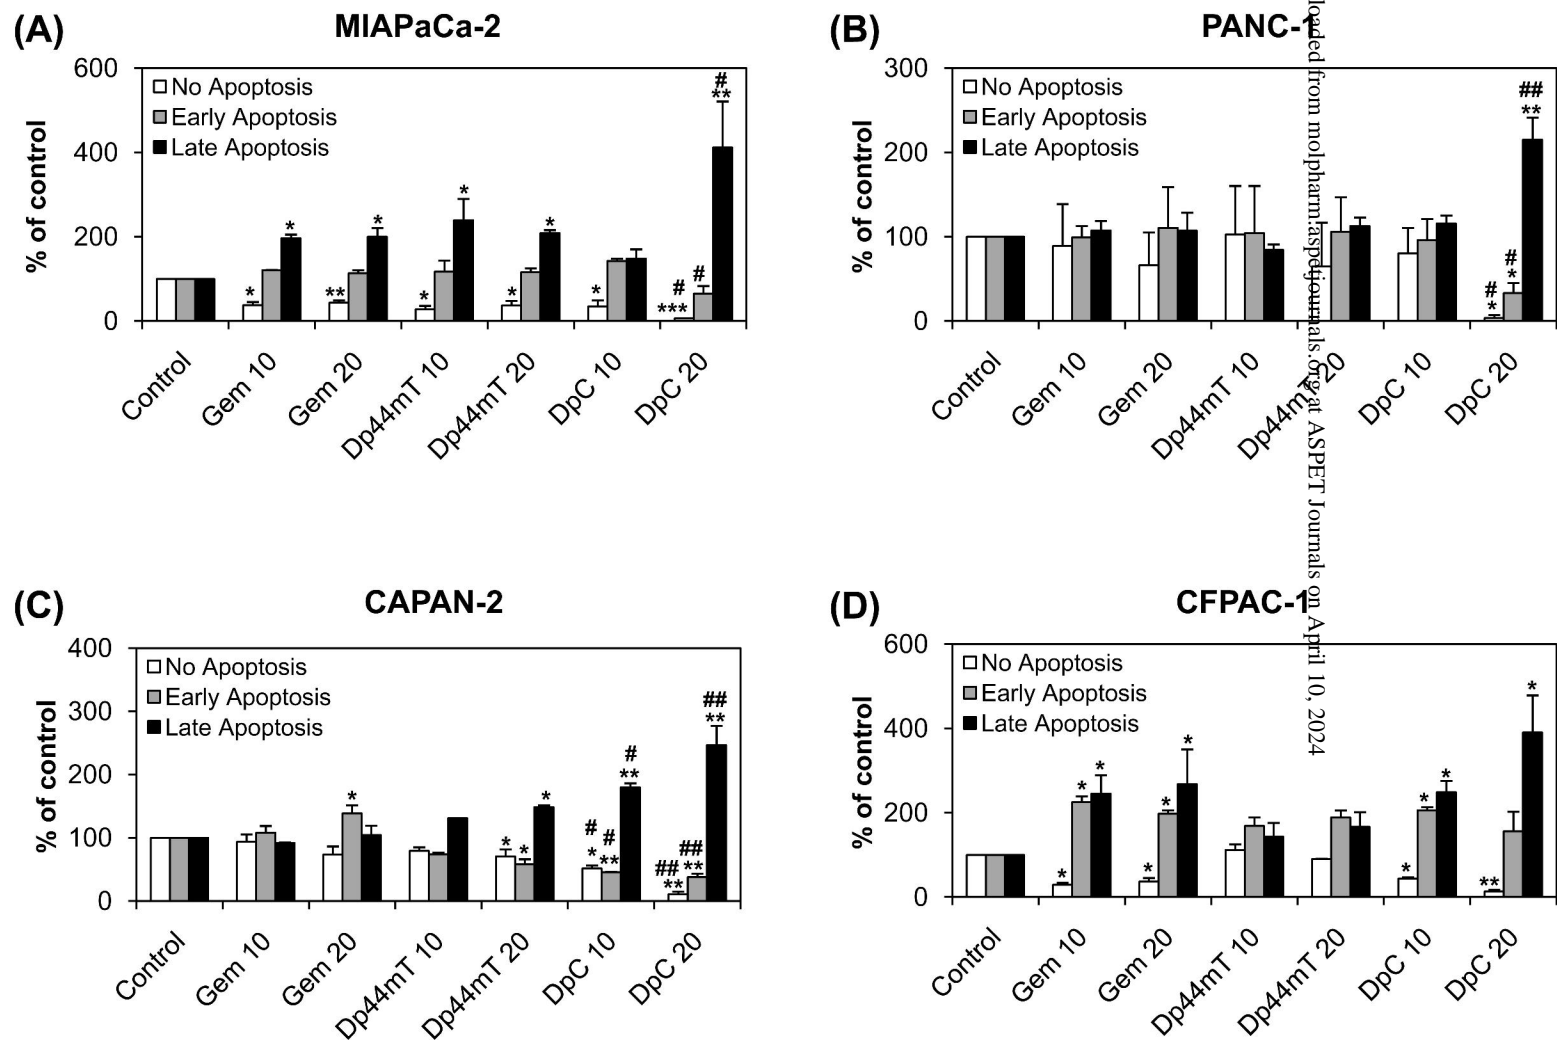 (A) MIAPaCa-2
600
400
200
0
% of control
No Apoptosis
Early Apoptosis
Late Apoptosis
* * ** * * * * * * *** # # # **
Control Gem 10 Gem 20 Dp44mT 10 Dp44mT 20 DpC 10 DpC 20
(B) PANC-1
300
200
100
0
% of control
No Apoptosis
Early Apoptosis
Late Apoptosis
# * # * ## **
Control Gem 10 Gem 20 Dp44mT 10 Dp44mT 20 DpC 10 DpC 20
(C) CAPAN-2
400
300
200
100
0
% of control
No Apoptosis
Early Apoptosis
Late Apoptosis
* * * * # * # ** # ** ## ** ## ** ## **
Control Gem 10 Gem 20 Dp44mT 10 Dp44mT 20 DpC 10 DpC 20
(D) CFPAC-1
600
400
200
0
% of control
No Apoptosis
Early Apoptosis
Late Apoptosis
* * * * * * * * * ** *
Control Gem 10 Gem 20 Dp44mT 10 Dp44mT 20 DpC 10 DpC 20
loaded from molpharm.aspetjournals.org at ASPET Journals on April 10, 2024